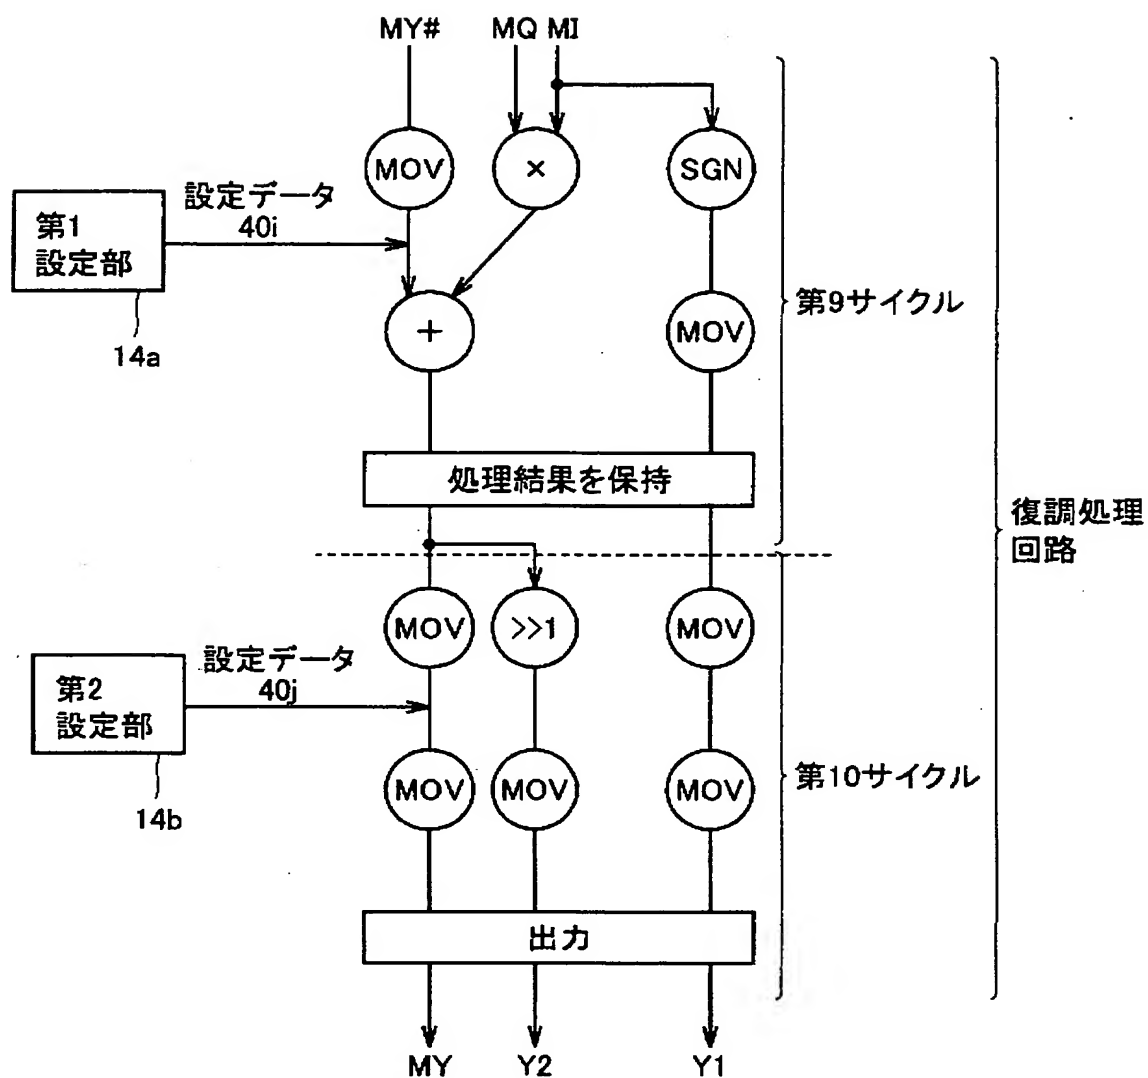 MY#
MQ
MI
MOV
×
SGN
設定データ
40i
第1
設定部
14a
+
MOV
第9サイクル
処理結果を保持
復調処理
回路
MOV
>>1
MOV
設定データ
40j
第2
設定部
14b
MOV
MOV
MOV
第10サイクル
出力
MY
Y2
Y1